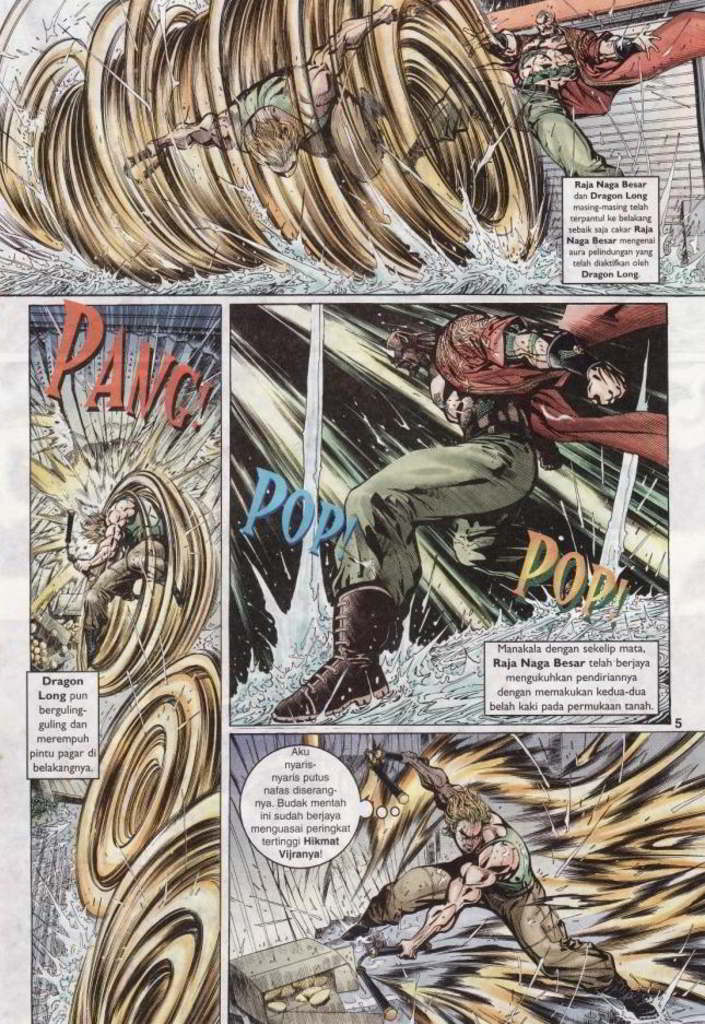 Raja Naga Besar
dan Dragon Long
masing-masing telah
terpantul ke belakang
sebaik saja cakar Raja
Naga Besar mengenai
aura pelindungan yang
telah diaktifkan oleh
Dragon Long.
PANG!
POP!
POP!
Dragon
Long pun
berguling-
guling dan
merempuh
pintu pagar di
belakangnya.
Manakala dengan sekelip mata,
Raja Naga Besar telah berjaya
mengukuhkan pendiriannya
dengan memakukan kedua-dua
belah kaki pada permukaan tanah.
5
Aku
nyaris-
nyaris putus
nafas diserang-
nya. Budak mentah
ini sudah berjaya
menguasai peringkat
tertinggi Hikmat
Vijranya!